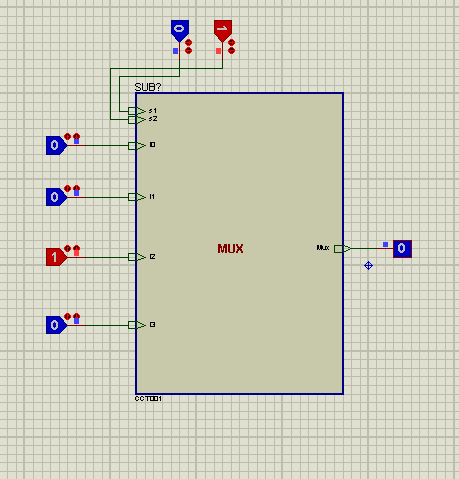 0 1
SUB?
s1
s2
0 I0
0 I1
1 I2
MUX
Mux 0
0 I3
CCT001